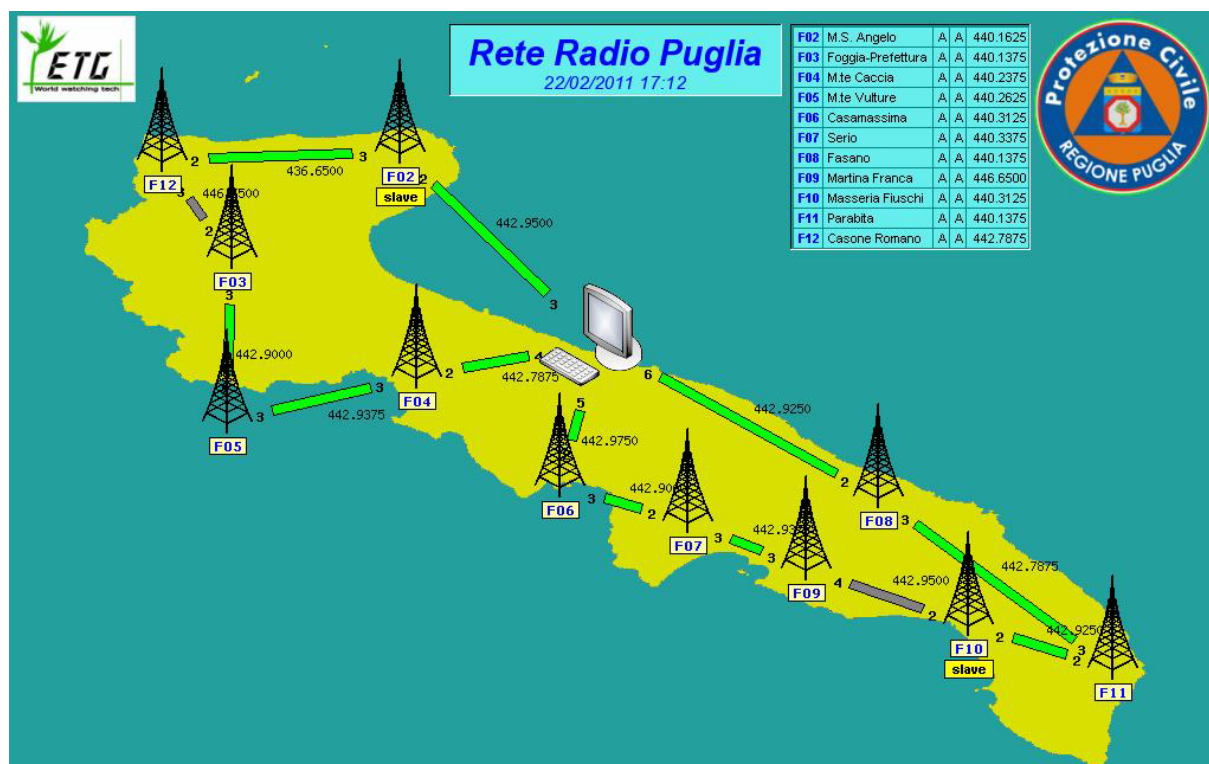 ETG
World watching tech
Rete Radio Puglia
22/02/2011 17:12
F02 M.S. Angelo A A 440.1625
F03 Foggia-Prefettura A A 440.1375
F04 M.te Caccia A A 440.2375
F05 M.te Vulture A A 440.2625
F06 Casamassima A A 440.3125
F07 Serio A A 440.3375
F08 Fasano A A 440.1375
F09 Martina Franca A A 446.6500
F10 Masseria Fiuschi A A 440.3125
F11 Parabita A A 440.1375
F12 Casone Romano A A 442.7875
Protezione Civile
REGIONE PUGLIA
2 3
436.6500
F12
F02
2
slave
3
2
442.9500
F03
3
3
442.9000
4
442.7875
2
3
F04
442.9375
3
F05
6
442.9250
2
5
442.9750
3
2
F06
F08
3
F07
3
3
442.7875
4
442.9500
2
F09
F10
slave
2
442.9250
3
2
F11